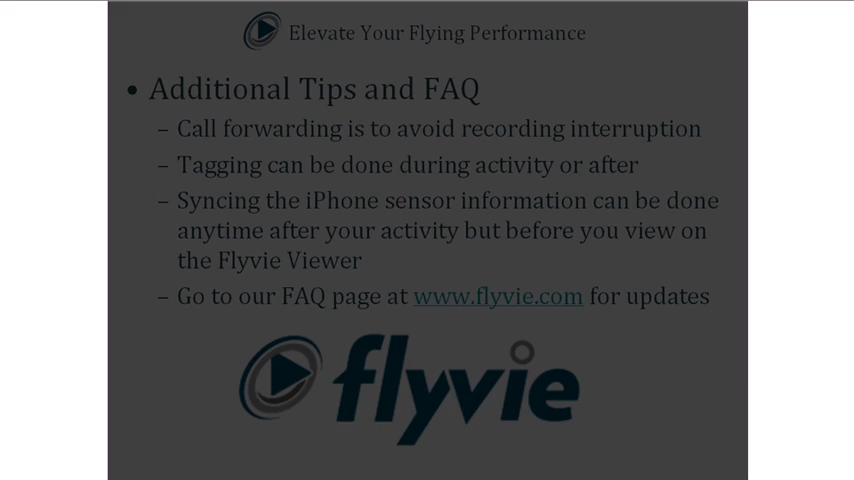 Elevate Your Flying Performance
• Additional Tips and FAQ
– Call forwarding is to avoid recording interruption
– Tagging can be done during activity or after
– Syncing the iPhone sensor information can be done
anytime after your activity but before you view on
the Flyvie Viewer
– Go to our FAQ page at www.flyvie.com for updates
flyvie